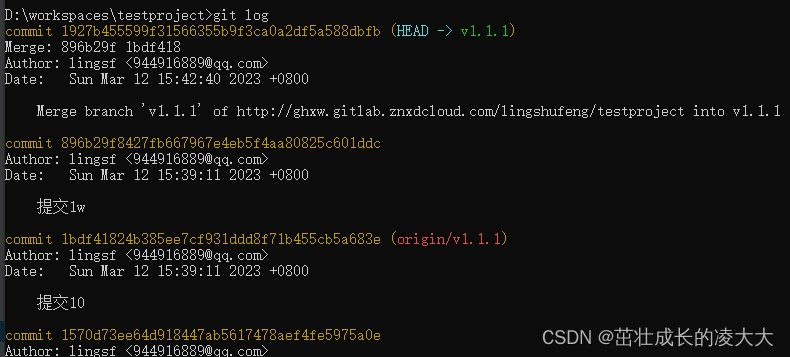 D:\workspaces\testproject>git log
commit 1927b455599f31566355b9f3ca0a2df5a588dbfb (HEAD -> v1.1.1)
Merge: 896b29f 1bdf418
Author: lingsf <944916889@qq.com>
Date:   Sun Mar 12 15:42:40 2023 +0800
Merge branch 'v1.1.1' of http://ghxw.gitlab.znxdcloud.com/lingshufeng/testproject into v1.1.1
commit 896b29f8427fb667967e4eb5f4aa80825c601ddc
Author: lingsf <944916889@qq.com>
Date:   Sun Mar 12 15:39:11 2023 +0800
提交1w
commit 1bdf41824b385ee7cf931ddd8f71b455cb5a683e (origin/v1.1.1)
Author: lingsf <944916889@qq.com>
Date:   Sun Mar 12 15:39:11 2023 +0800
提交10
commit 1570d73ee64d918447ab5617478aef4fe5975a0e
Author: lingsf <944916889@qq.com>
CSDN @茁壮成长的凌大大